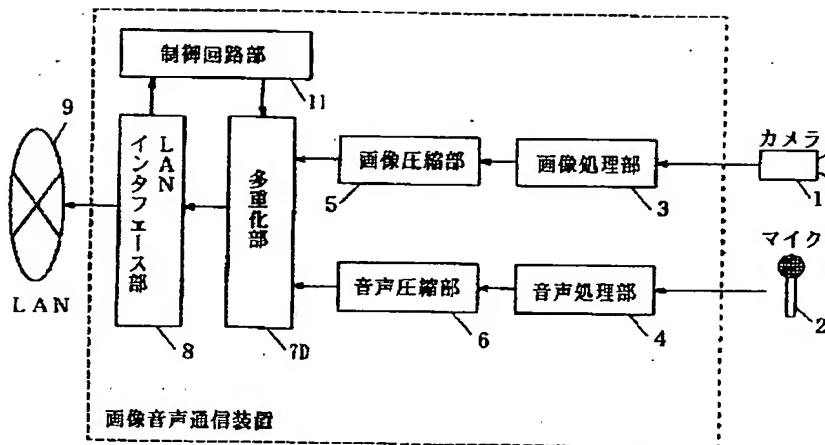 制御回路部
11
9
LAN
インタフェース部
8
多重化部
7D
画像圧縮部
5
画像処理部
3
カメラ
1
マイク
2
音声圧縮部
6
音声処理部
4
LAN
画像音声通信装置